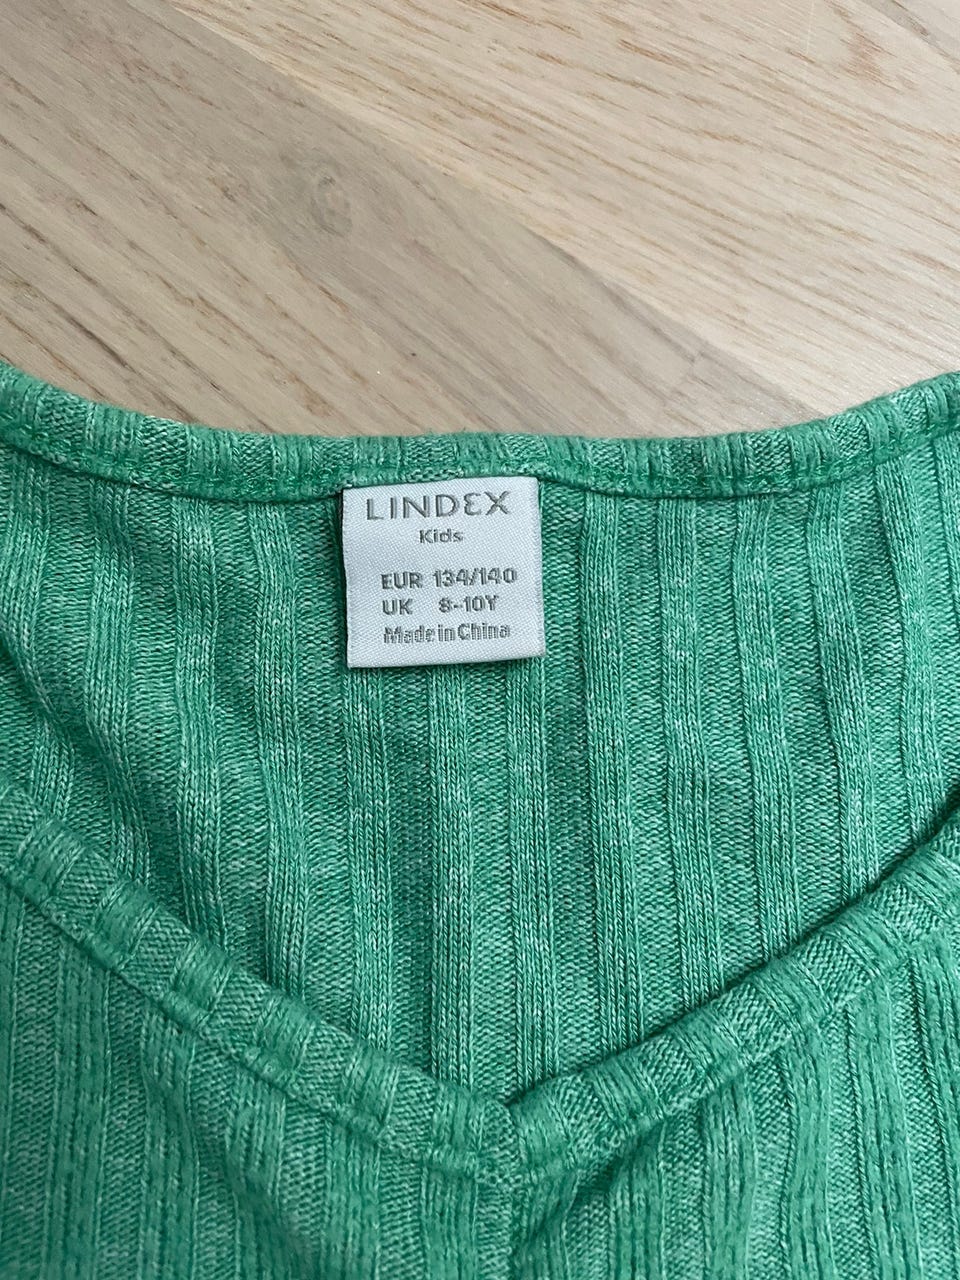 LINDEX
Kids
EUR 134/140
UK 8-10Y
Made in China